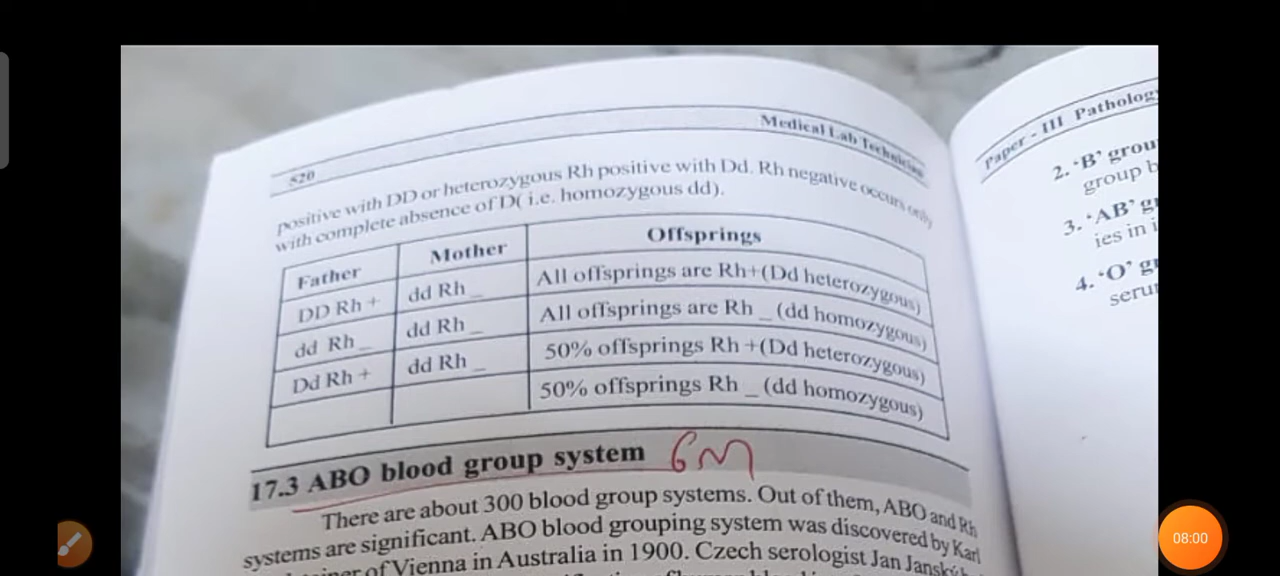 520
Medical Lab Technician
positive with DD or heterozygous Rh positive with Dd. Rh negative occurs only
with complete absence of D( i.e. homozygous dd).
Father Mother Offsprings
DD Rh + dd Rh _ All offsprings are Rh+(Dd heterozygous)
dd Rh _ dd Rh _ All offsprings are Rh _ (dd homozygous)
Dd Rh + dd Rh _ 50% offsprings Rh +(Dd heterozygous)
50% offsprings Rh _ (dd homozygous)
17.3 ABO blood group system 6m
There are about 300 blood group systems. Out of them, ABO and Rh
systems are significant. ABO blood grouping system was discovered by Karl
of Vienna in Australia in 1900. Czech serologist Jan Janský
Paper - III Pathology
2. 'B' grou
group b
3. 'AB' g
ies in i
4. 'O' g
seru
08:00